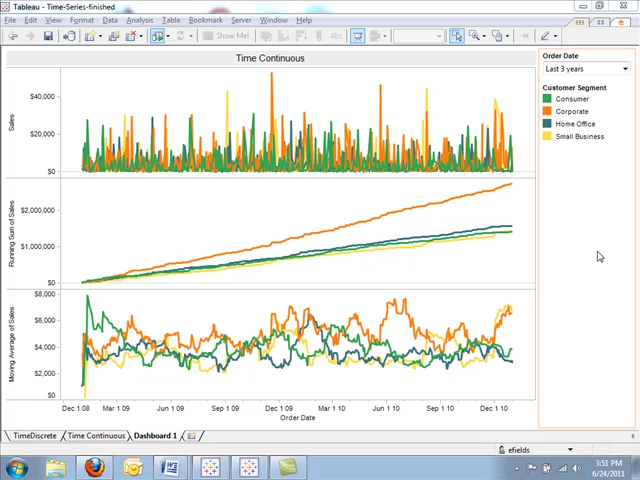 Tableau - Time-Series-finished
File Edit View Format Data Analysis Table Bookmark Server Window Help
Show Me!
Abc
Time Continuous
Order Date
Last 3 years
Customer Segment
Consumer
Corporate
Home Office
Small Business
Sales
$40,000
$20,000
$0
Running Sum of Sales
$2,000,000
$1,000,000
$0
Moving Average of Sales
$8,000
$6,000
$4,000
$2,000
$0
Dec 1 08 Mar 1 09 Jun 1 09 Sep 1 09 Dec 1 09 Mar 1 10 Jun 1 10 Sep 1 10 Dec 1 10
Order Date
TimeDiscrete Time Continuous Dashboard 1
efields
3:51 PM
6/24/2011